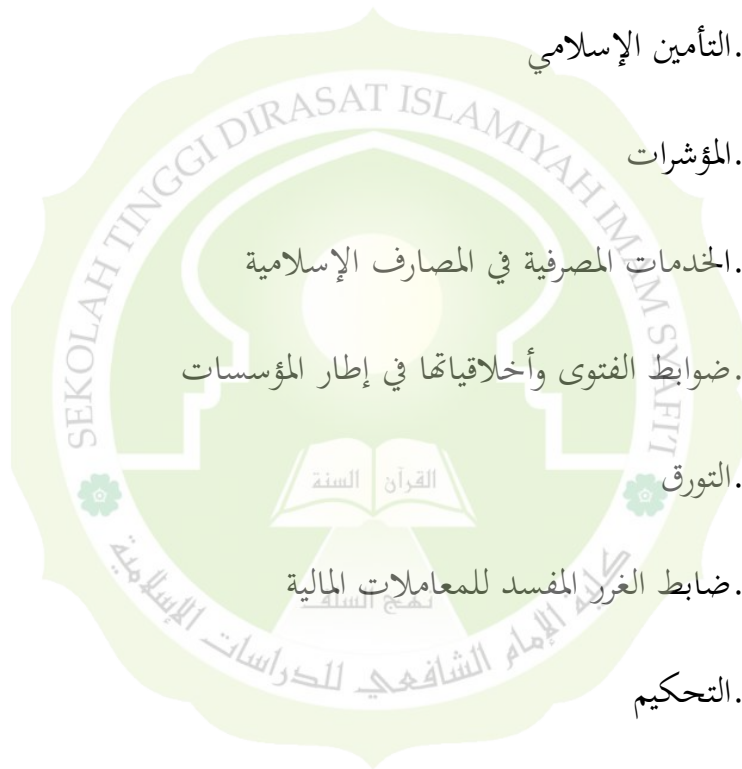 .التأمين الإسلامي
.المؤشرات
.الخدمات المصرفية في المصارف الإسلامية
.ضوابط الفتوى وأخلاقياتها في إطار المؤسسات
.التورق
.ضابط الغرر المفسد للمعاملات المالية
.التحكيم
SEKOLAH TINGGI DIRASAT ISLAMIYAH IMAM SYAFI'I
القرآن السنة
نهج السلف
كلية الإمام الشافعي للدراسات الإسلامية